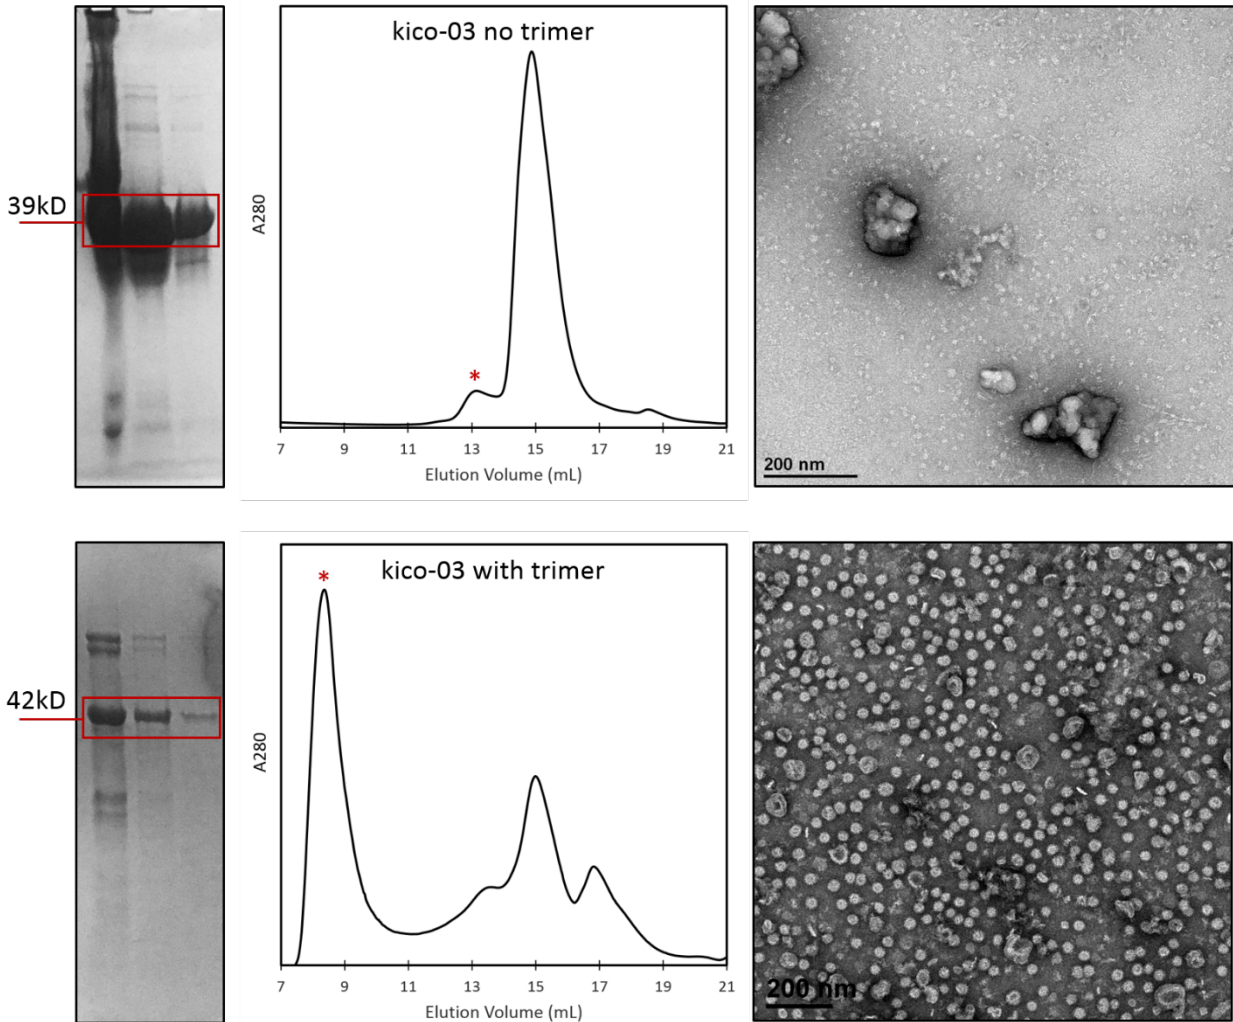 39kD
kico-03 no trimer
*
A280
7 9 11 13 15 17 19 21
Elution Volume (mL)
200 nm
42kD
kico-03 with trimer
*
A280
7 9 11 13 15 17 19 21
Elution Volume (mL)
200 nm